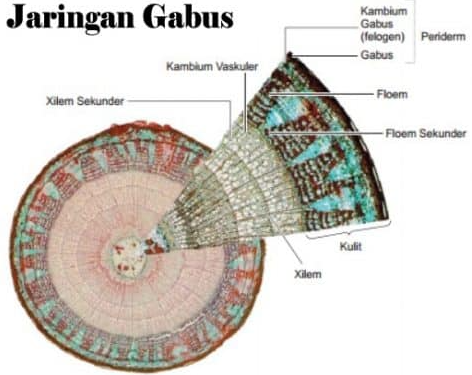 Jaringan Gabus
Kambium
Gabus
(felogen)
Periderm
Gabus
Kambium Vaskuler
Xilem Sekunder
Floem
Floem Sekunder
Kulit
Xilem